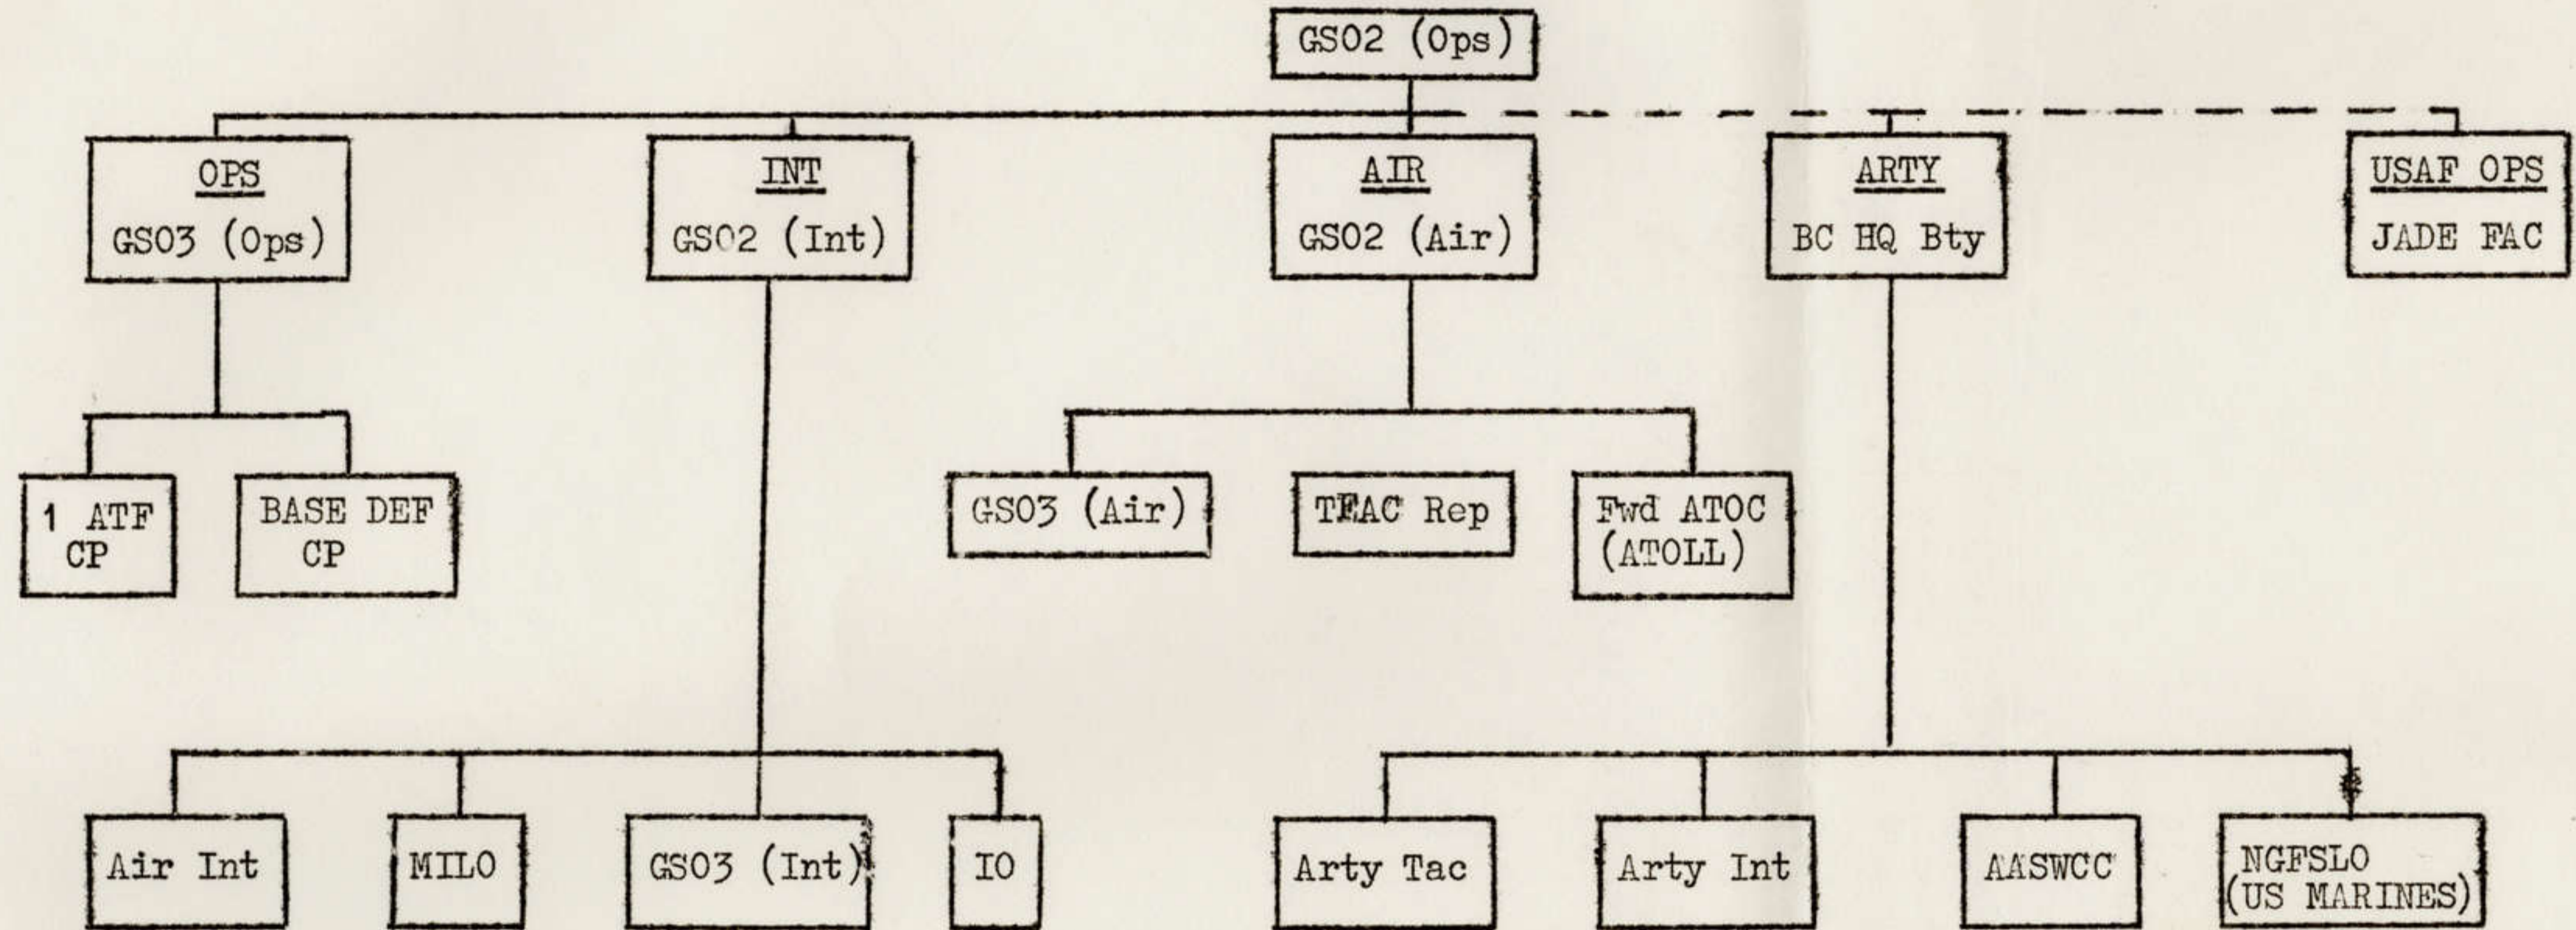 GSO2 (Ops)
OPS
GSO3 (Ops)
INT
GSO2 (Int)
AIR
GSO2 (Air)
ARTY
BC HQ Bty
USAF OPS
JADE FAC
1 ATF
CP
BASE DEF
CP
GSO3 (Air)
TFAC Rep
Fwd ATOC
(ATOLL)
Air Int
MILO
GSO3 (Int)
IO
Arty Tac
Arty Int
AASWCC
NGFSLO
(US MARINES)